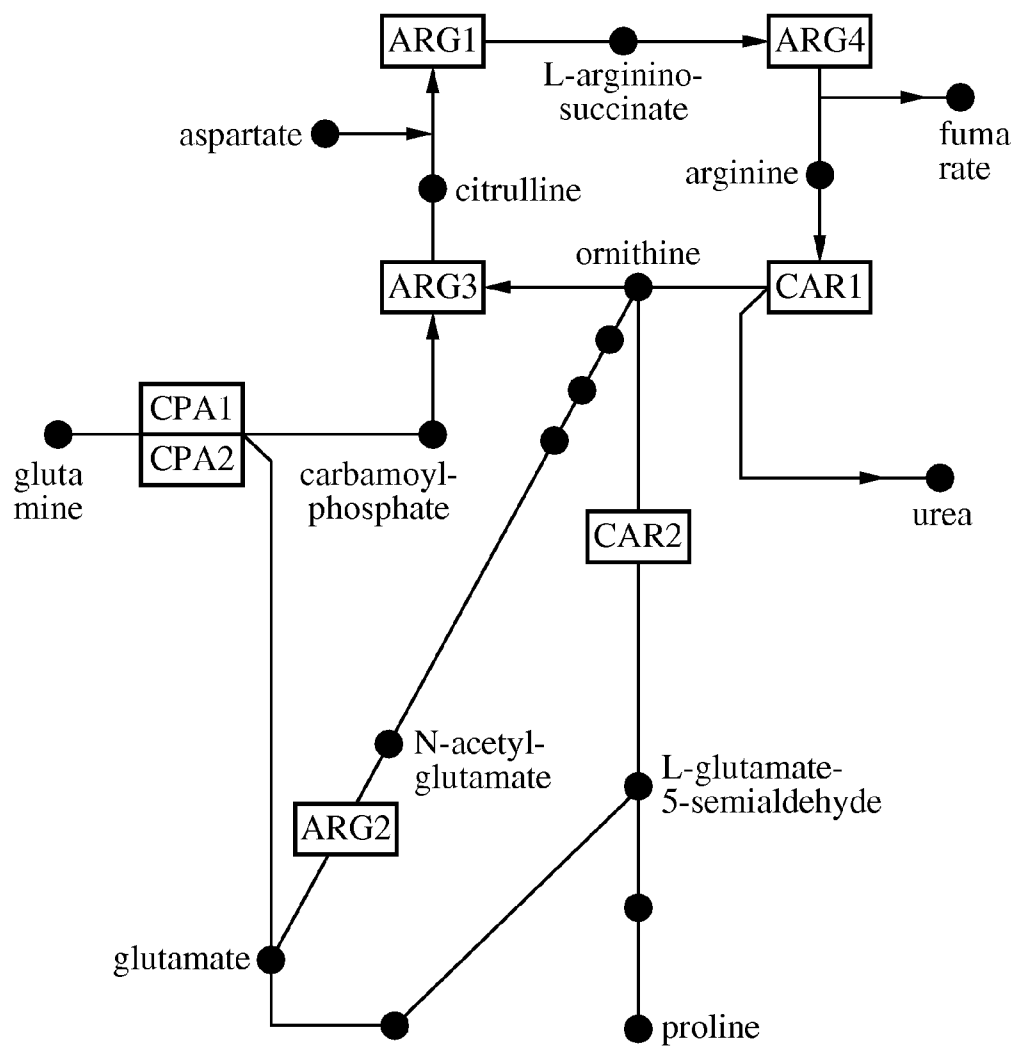 ARG1
ARG4
L-arginino-
succinate
aspartate
fuma
rate
arginine
citrulline
ornithine
ARG3
CAR1
CPA1
CPA2
gluta
mine
carbamoyl-
phosphate
urea
CAR2
N-acetyl-
glutamate
L-glutamate-
5-semialdehyde
ARG2
glutamate
proline